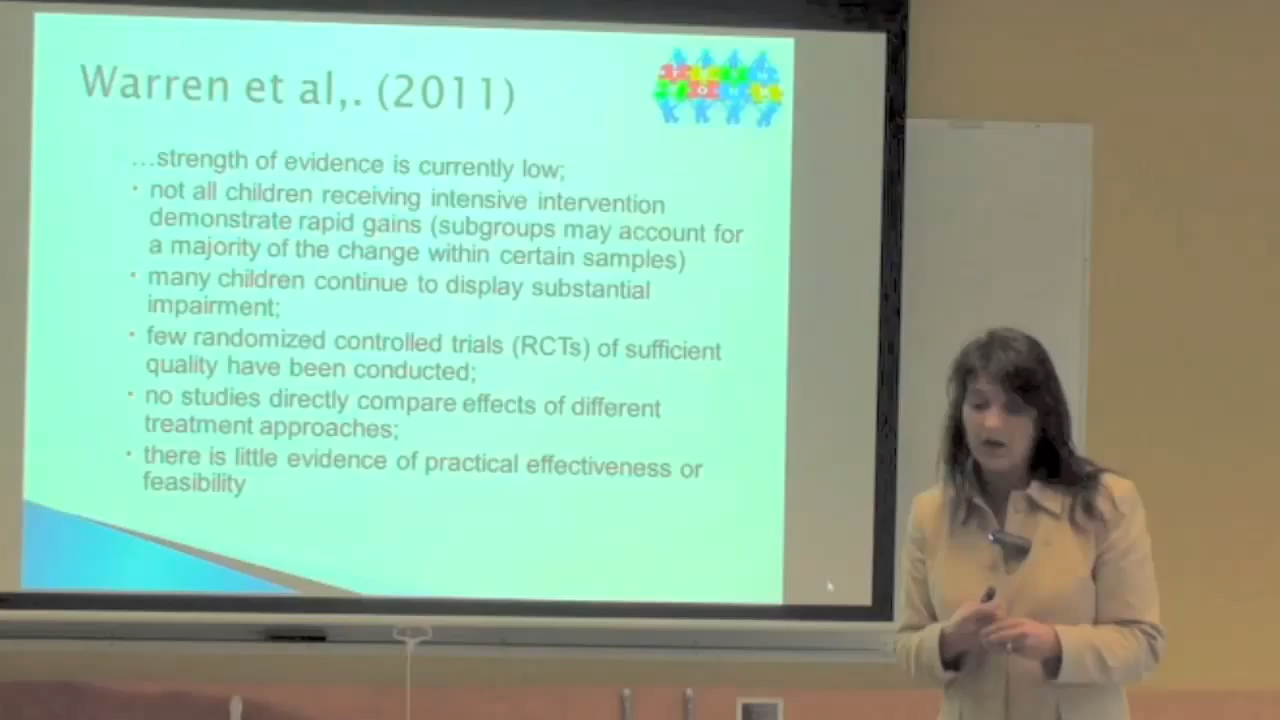 Warren et al,. (2011)
...strength of evidence is currently low;
• not all children receiving intensive intervention
demonstrate rapid gains (subgroups may account for
a majority of the change within certain samples)
• many children continue to display substantial
impairment;
• few randomized controlled trials (RCTs) of sufficient
quality have been conducted;
• no studies directly compare effects of different
treatment approaches;
• there is little evidence of practical effectiveness or
feasibility